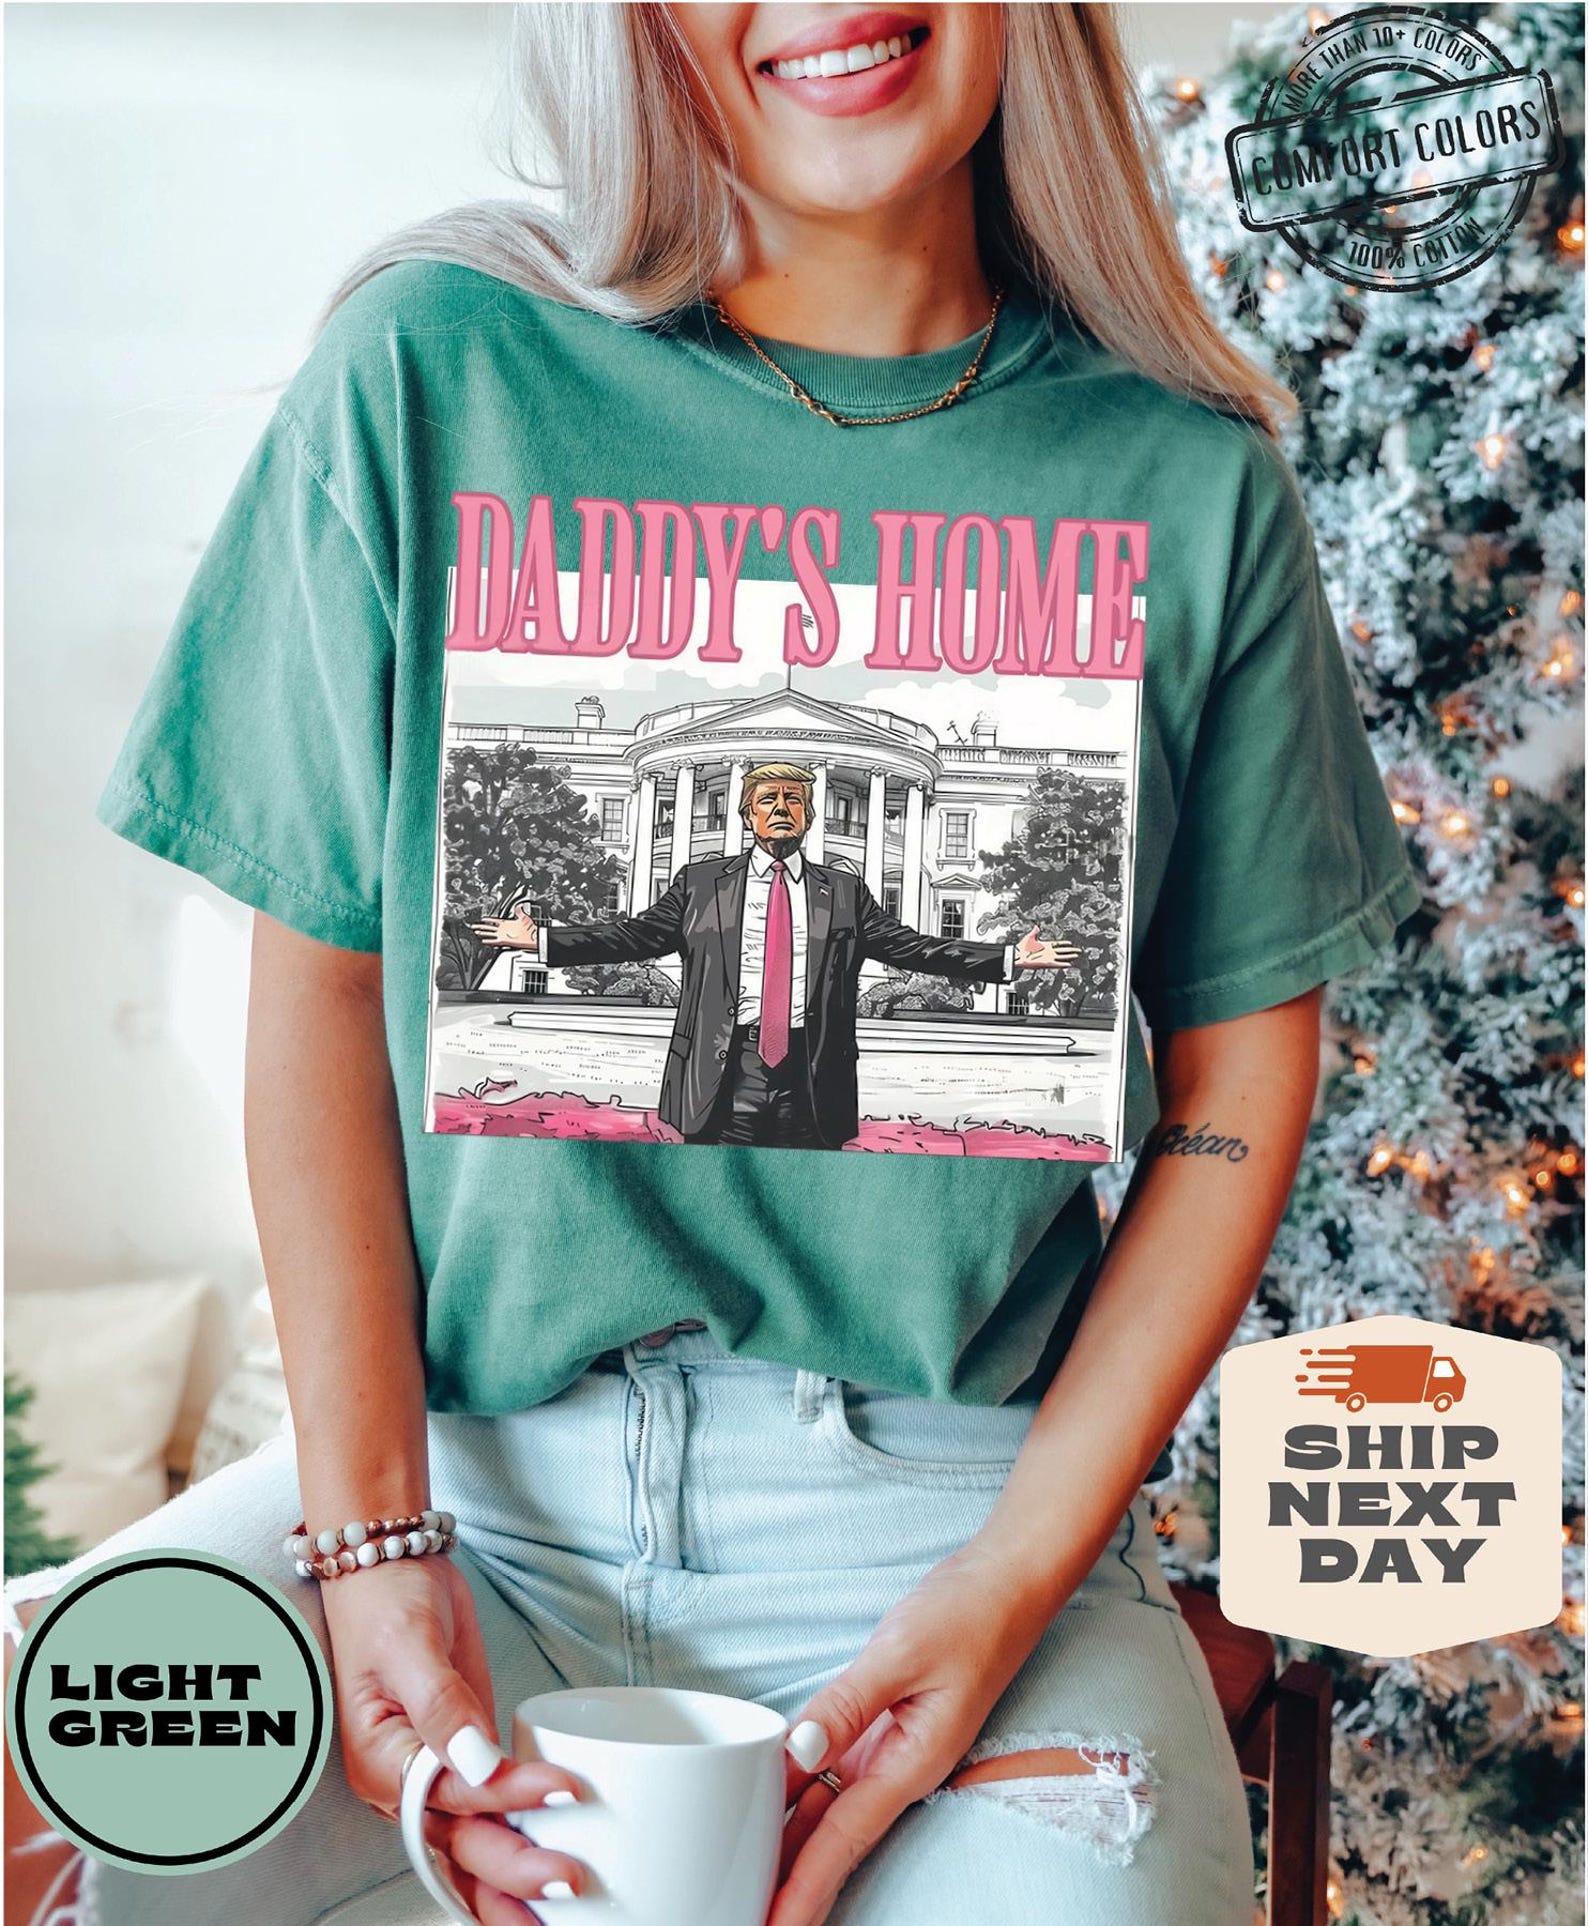 MORE THAN 10+ COLORS
COMFORT COLORS
100% COTTON
DADDY'S HOME
SHIP
NEXT
DAY
LIGHT
GREEN